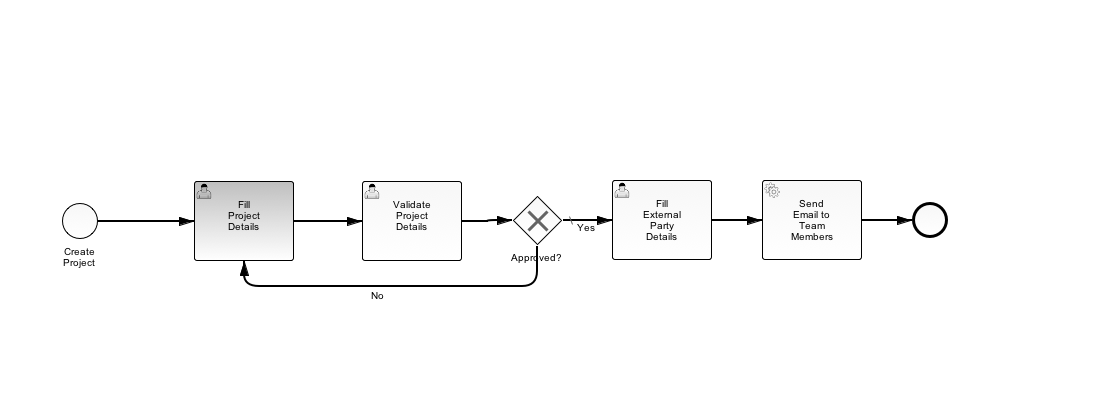 Create
Project
Fill
Project
Details
Validate
Project
Details
Approved?
Yes
No
Fill
External
Party
Details
Send
Email to
Team
Members